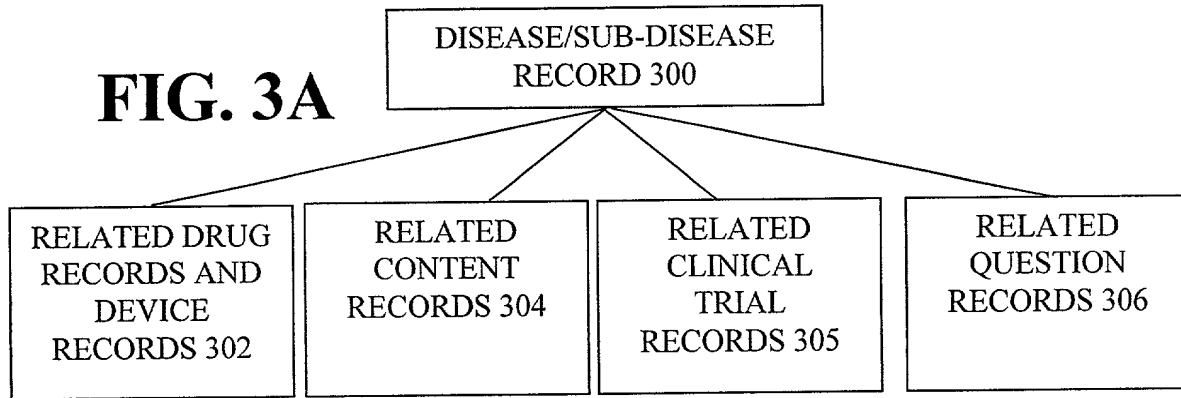 DISEASE/SUB-DISEASE
RECORD 300
FIG. 3A
RELATED DRUG
RECORDS AND
DEVICE
RECORDS 302
RELATED
CONTENT
RECORDS 304
RELATED
CLINICAL
TRIAL
RECORDS 305
RELATED
QUESTION
RECORDS 306